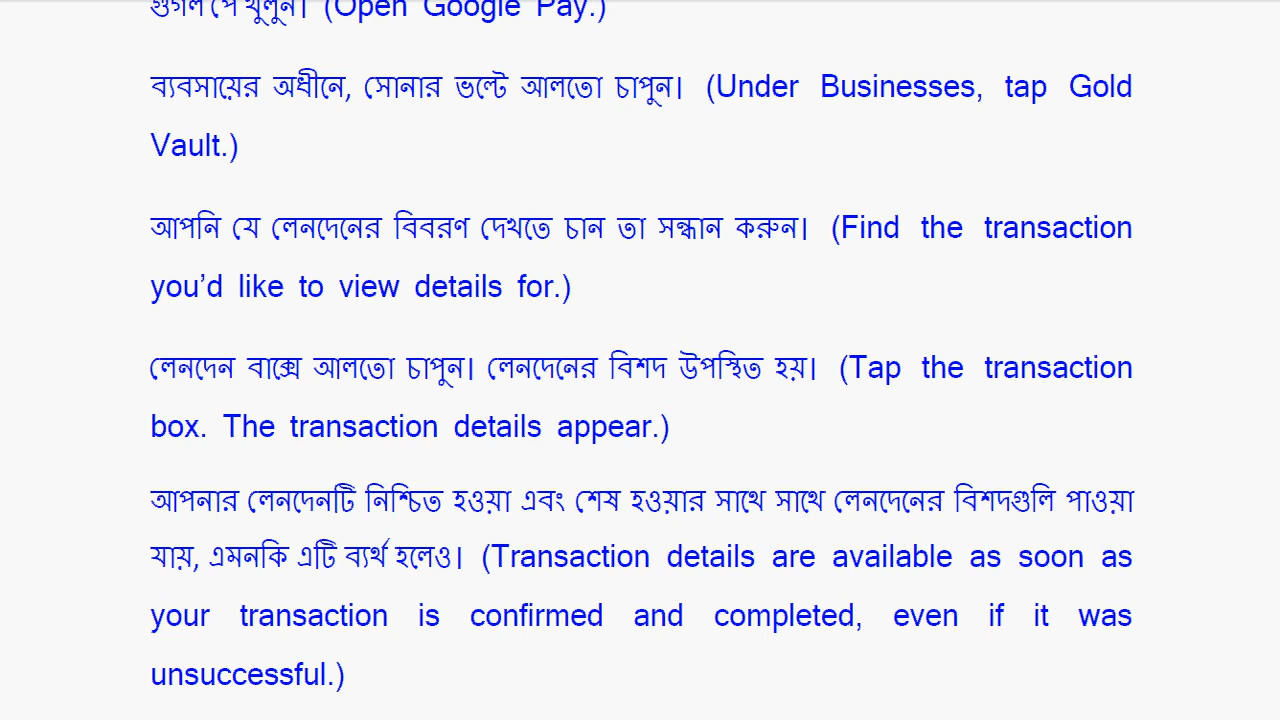 গুগল পে খুলুন। (Open Google Pay.)
ব্যবসায়ের অধীনে, সোনার ভল্টে আলতো চাপুন। (Under Businesses, tap Gold
Vault.)
আপনি যে লেনদেনের বিবরণ দেখতে চান তা সন্ধান করুন। (Find the transaction
you’d like to view details for.)
লেনদেন বাক্সে আলতো চাপুন। লেনদেনের বিশদ উপস্থিত হয়। (Tap the transaction
box. The transaction details appear.)
আপনার লেনদেনটি নিশ্চিত হওয়া এবং শেষ হওয়ার সাথে সাথে লেনদেনের বিশদগুলি পাওয়া
যায়, এমনকি এটি ব্যর্থ হলেও। (Transaction details are available as soon as
your transaction is confirmed and completed, even if it was
unsuccessful.)